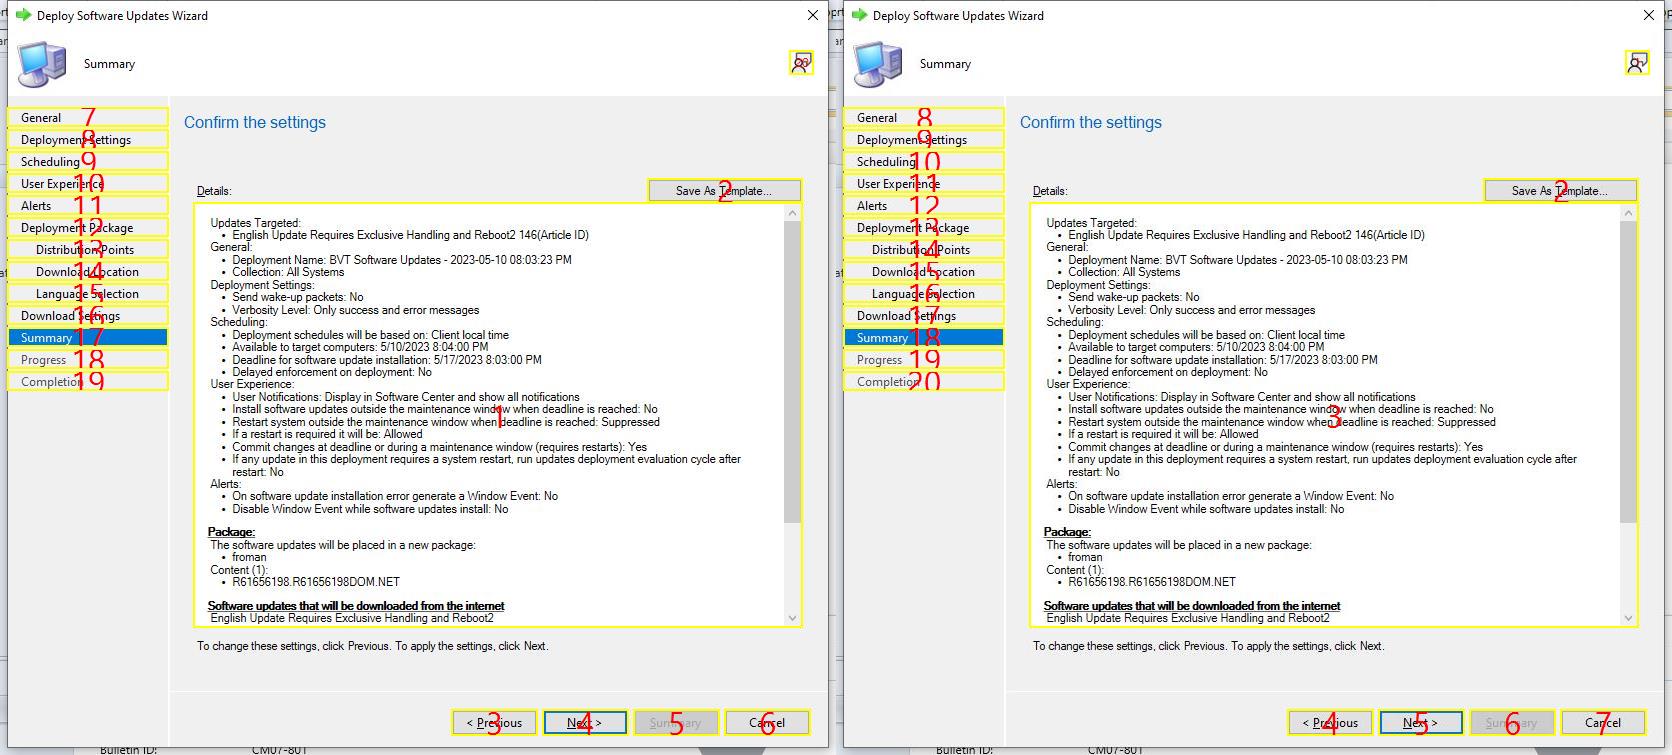 Deploy Software Updates Wizard
Summary
20
General 7
Deployment Settings 8
Scheduling 9
User Experience 10
Alerts 11
Deployment Package 12
Distribution Points 13
Download Location 14
Language Selection 15
Download Settings 16
Summary 17
Progress 18
Completion 19
Confirm the settings
Details:
Save As Template... 2
Updates Targeted:
• English Update Requires Exclusive Handling and Reboot2 146(Article ID)
General:
• Deployment Name: BVT Software Updates - 2023-05-10 08:03:23 PM
• Collection: All Systems
Deployment Settings:
• Send wake-up packets: No
• Verbosity Level: Only success and error messages
Scheduling:
• Deployment schedules will be based on: Client local time
• Available to target computers: 5/10/2023 8:04:00 PM
• Deadline for software update installation: 5/17/2023 8:03:00 PM
• Delayed enforcement on deployment: No
User Experience:
• User Notifications: Display in Software Center and show all notifications
• Install software updates outside the maintenance window when deadline is reached: No
1
• Restart system outside the maintenance window when deadline is reached: Suppressed
• If a restart is required it will be: Allowed
• Commit changes at deadline or during a maintenance window (requires restarts): Yes
• If any update in this deployment requires a system restart, run updates deployment evaluation cycle after
restart: No
Alerts:
• On software update installation error generate a Window Event: No
• Disable Window Event while software updates install: No
Package:
The software updates will be placed in a new package:
• froman
Content (1):
• R61656198.R61656198DOM.NET
Software updates that will be downloaded from the internet
English Update Requires Exclusive Handling and Reboot2
To change these settings, click Previous. To apply the settings, click Next.
< Previous 3
Next > 4
Summary 5
Cancel 6
Bulletin ID: CM07-801
Deploy Software Updates Wizard
Summary
General 8
Deployment Settings 9
Scheduling 10
User Experience 11
Alerts 12
Deployment Package 13
Distribution Points 14
Download Location 15
Language Selection 16
Download Settings 17
Summary 18
Progress 19
Completion 20
Confirm the settings
Details:
Save As Template... 2
Updates Targeted:
• English Update Requires Exclusive Handling and Reboot2 146(Article ID)
General:
• Deployment Name: BVT Software Updates - 2023-05-10 08:03:23 PM
• Collection: All Systems
Deployment Settings:
• Send wake-up packets: No
• Verbosity Level: Only success and error messages
Scheduling:
• Deployment schedules will be based on: Client local time
• Available to target computers: 5/10/2023 8:04:00 PM
• Deadline for software update installation: 5/17/2023 8:03:00 PM
• Delayed enforcement on deployment: No
User Experience:
• User Notifications: Display in Software Center and show all notifications
• Install software updates outside the maintenance window when deadline is reached: No
3
• Restart system outside the maintenance window when deadline is reached: Suppressed
• If a restart is required it will be: Allowed
• Commit changes at deadline or during a maintenance window (requires restarts): Yes
• If any update in this deployment requires a system restart, run updates deployment evaluation cycle after
restart: No
Alerts:
• On software update installation error generate a Window Event: No
• Disable Window Event while software updates install: No
Package:
The software updates will be placed in a new package:
• froman
Content (1):
• R61656198.R61656198DOM.NET
Software updates that will be downloaded from the internet
English Update Requires Exclusive Handling and Reboot2
To change these settings, click Previous. To apply the settings, click Next.
< Previous 4
Next > 5
Summary 6
Cancel 7
Bulletin ID: CM07-801